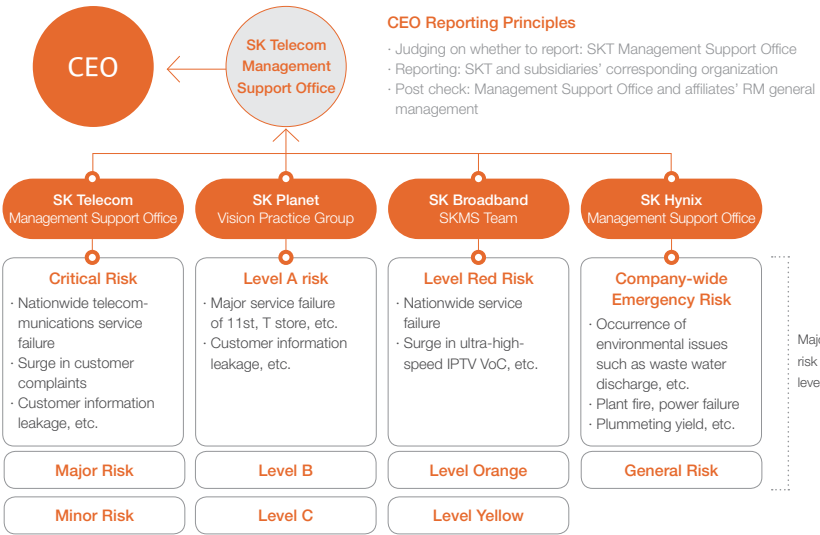 CEO
SK Telecom
Management
Support Office
CEO Reporting Principles
· Judging on whether to report: SKT Management Support Office
· Reporting: SKT and subsidiaries' corresponding organization
· Post check: Management Support Office and affiliates' RM general
management
SK Telecom
Management Support Office
SK Planet
Vision Practice Group
SK Broadband
SKMS Team
SK Hynix
Management Support Office
Critical Risk
· Nationwide telecom-
munications service
failure
· Surge in customer
complaints
· Customer information
leakage, etc.
Major Risk
Minor Risk
Level A risk
· Major service failure
of 11st, T store, etc.
· Customer information
leakage, etc.
Level B
Level C
Level Red Risk
· Nationwide service
failure
· Surge in ultra-high-
speed IPTV VoC, etc.
Level Orange
Level Yellow
Company-wide
Emergency Risk
· Occurrence of
environmental issues
such as waste water
discharge, etc.
· Plant fire, power failure
· Plummeting yield, etc.
General Risk
risk